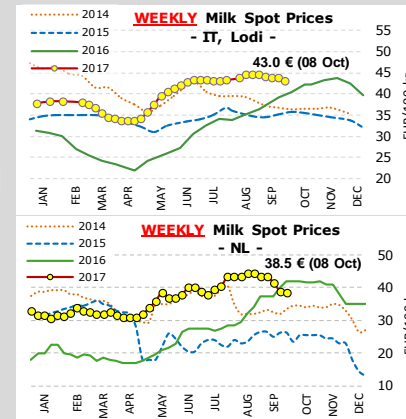 WEEKLY Milk Spot Prices
- IT, Lodi -
2014
2015
2016
2017
43.0 € (08 Oct)
55
50
45
40
35
30
25
20
JAN
FEB
MAR
APR
MAY
JUN
JUL
AUG
SEP
OCT
NOV
DEC
WEEKLY Milk Spot Prices
- NL -
2014
2015
2016
2017
38.5 € (08 Oct)
50
40
30
20
10
JAN
FEB
MAR
APR
MAY
JUN
JUL
AUG
SEP
OCT
NOV
DEC